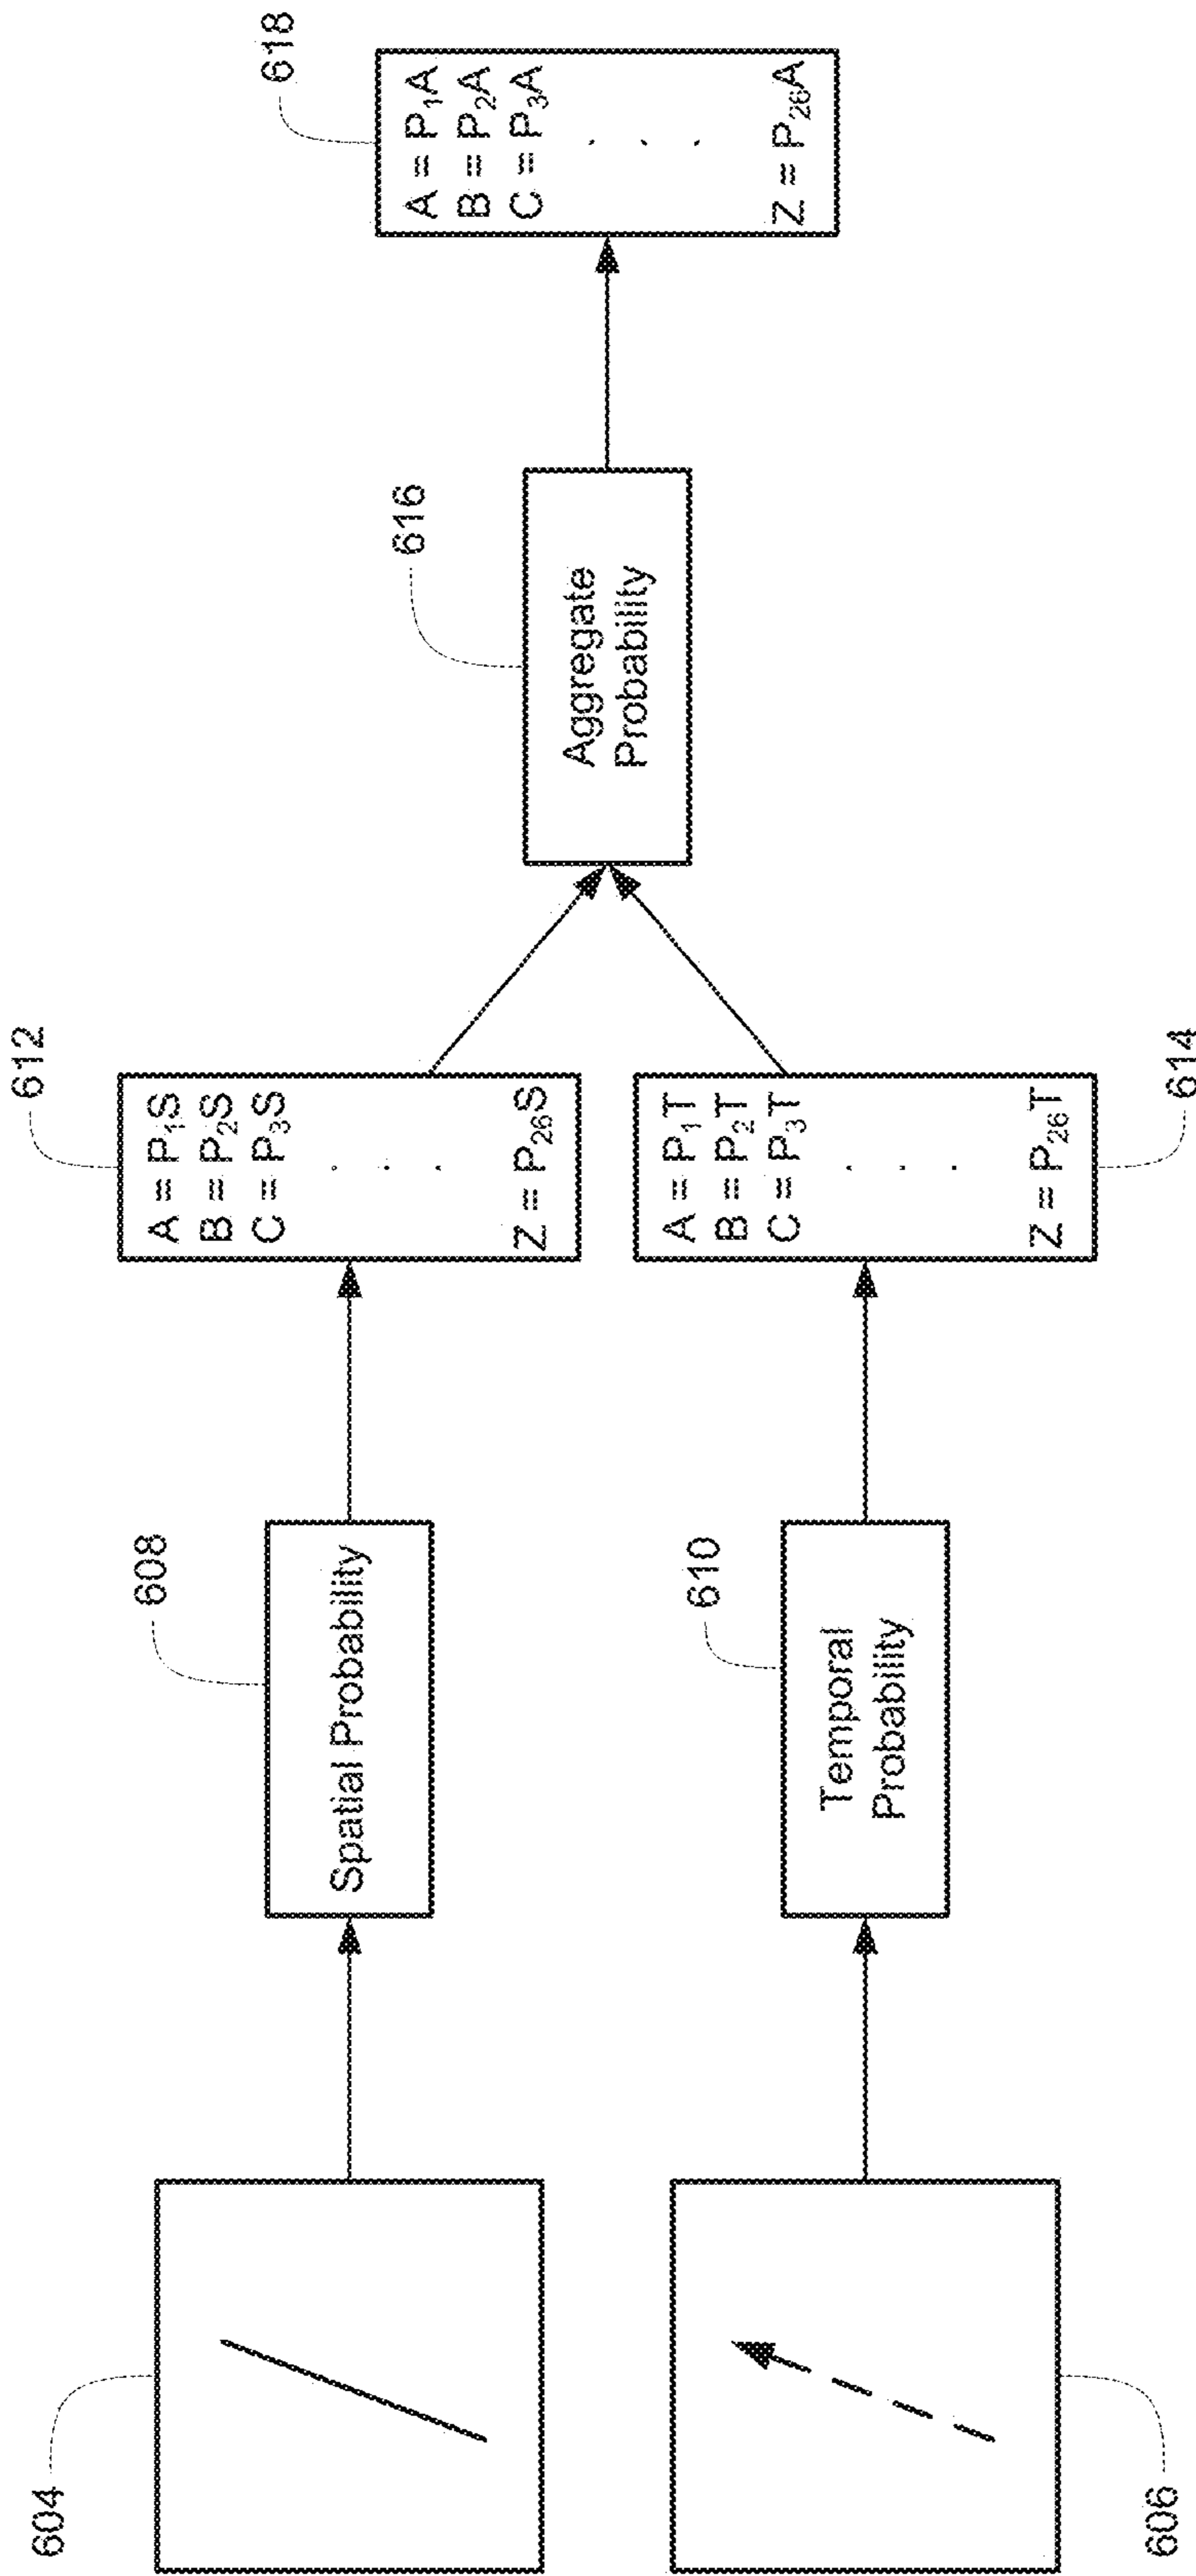 604
606
608
Spatial Probability
610
Temporal
Probability
612
A = P₁S
B = P₂S
C = P₃S
.
.
.
Z = P₂₆S
A = P₁T
B = P₂T
C = P₃T
.
.
.
Z = P₂₆T
614
616
Aggregate
Probability
618
A = P₁A
B = P₂A
C = P₃A
.
.
.
Z = P₂₆A